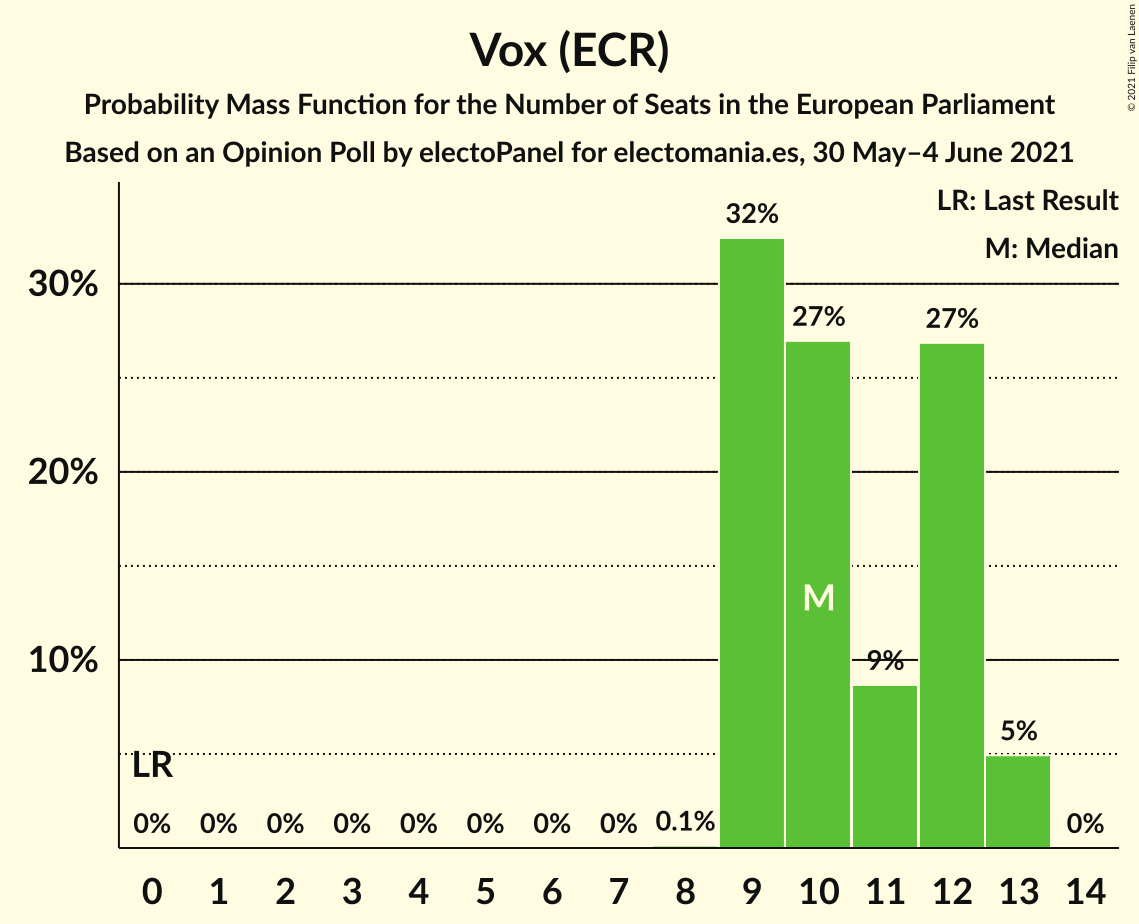 Vox (ECR)
Probability Mass Function for the Number of Seats in the European Parliament
Based on an Opinion Poll by electoPanel for electomania.es, 30 May–4 June 2021
© 2021 Filip van Laenen
LR: Last Result
M: Median
30%
20%
10%
32%
27%
27%
M
9%
5%
LR
0% 0% 0% 0% 0% 0% 0% 0% 0.1% 0%
0 1 2 3 4 5 6 7 8 9 10 11 12 13 14